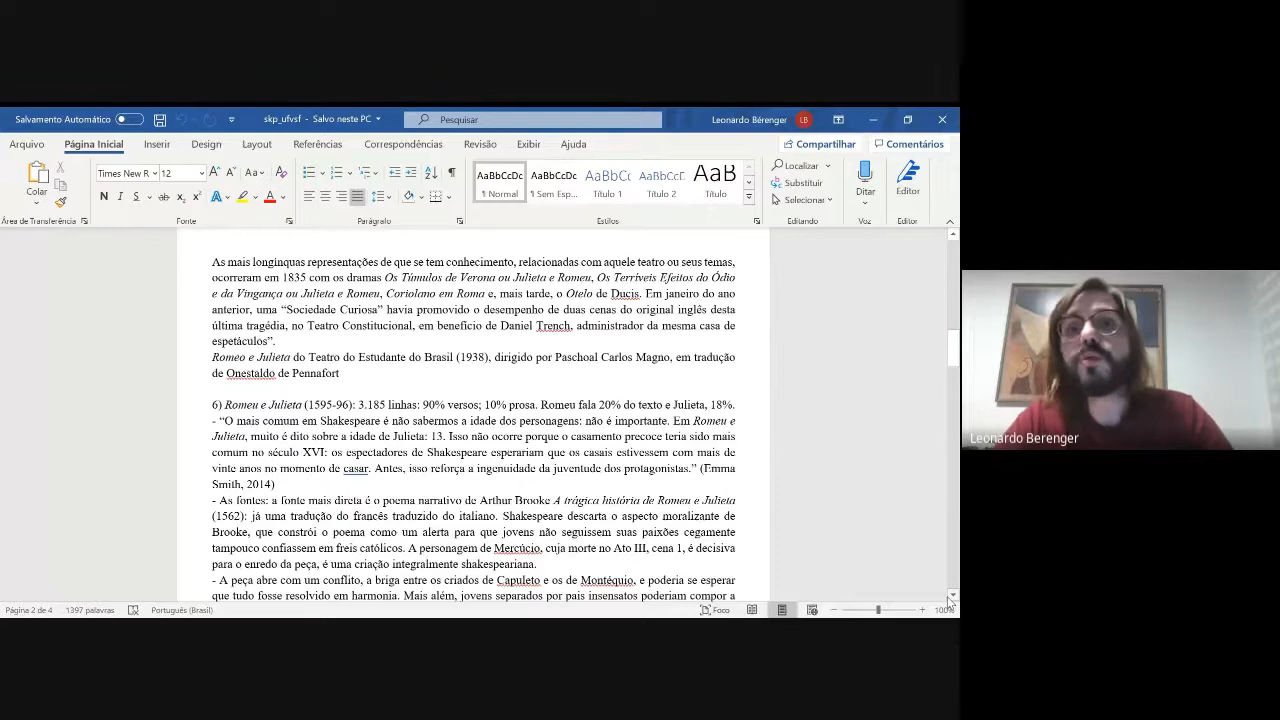 Salvamento Automático
skp_ufvsf - Salvo neste PC
Pesquisar
Leonardo Bérenger
LB
Arquivo
Página Inicial
Inserir
Design
Layout
Referências
Correspondências
Revisão
Exibir
Ajuda
Compartilhar
Comentários
Colar
Times New R
12
N I S ab x₂ x²
Área de Transferência
Fonte
Parágrafo
AaBbCcDc AaBbCcDc AaBbCc AaBbCcD AaB
¶ Normal ¶ Sem Esp... Título 1 Título 2 Título
Estilos
Localizar
Substituir
Selecionar
Editando
Ditar
Voz
Editor
Editor
As mais longinquas representações de que se tem conhecimento, relacionadas com aquele teatro ou seus temas,
ocorreram em 1835 com os dramas Os Túmulos de Verona ou Julieta e Romeu, Os Terríveis Efeitos do Ódio
e da Vingança ou Julieta e Romeu, Coriolano em Roma e, mais tarde, o Otelo de Ducis. Em janeiro do ano
anterior, uma “Sociedade Curiosa” havia promovido o desempenho de duas cenas do original inglês desta
última tragédia, no Teatro Constitucional, em benefício de Daniel Trench, administrador da mesma casa de
espetáculos”.
Romeo e Julieta do Teatro do Estudante do Brasil (1938), dirigido por Paschoal Carlos Magno, em tradução
de Onestaldo de Pennafort
6) Romeu e Julieta (1595-96): 3.185 linhas: 90% versos; 10% prosa. Romeu fala 20% do texto e Julieta, 18%.
- “O mais comum em Shakespeare é não sabermos a idade dos personagens: não é importante. Em Romeu e
Julieta, muito é dito sobre a idade de Julieta: 13. Isso não ocorre porque o casamento precoce teria sido mais
comum no século XVI: os espectadores de Shakespeare esperariam que os casais estivessem com mais de
vinte anos no momento de casar. Antes, isso reforça a ingenuidade da juventude dos protagonistas.” (Emma
Smith, 2014)
- As fontes: a fonte mais direta é o poema narrativo de Arthur Brooke A trágica história de Romeu e Julieta
(1562): já uma tradução do francês traduzido do italiano. Shakespeare descarta o aspecto moralizante de
Brooke, que constrói o poema como um alerta para que jovens não seguissem suas paixões cegamente
tampouco confiassem em freis católicos. A personagem de Mercúcio, cuja morte no Ato III, cena 1, é decisiva
para o enredo da peça, é uma criação integralmente shakespeariana.
- A peça abre com um conflito, a briga entre os criados de Capuleto e os de Montéquio, e poderia se esperar
que tudo fosse resolvido em harmonia. Mais além, jovens separados por pais insensatos poderiam compor a
Página 2 de 4
1397 palavras
Português (Brasil)
Foco
100%
Leonardo Berenger